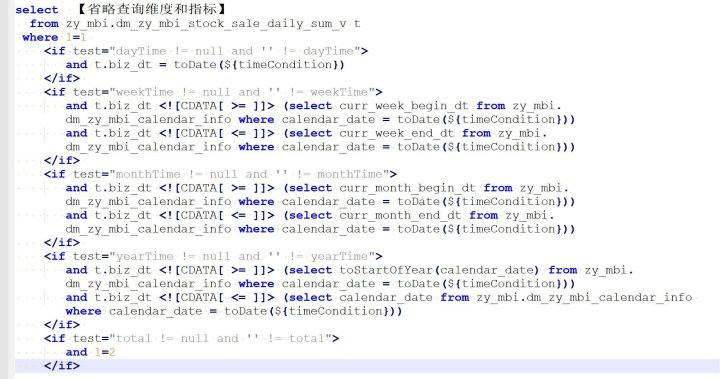 select 【省略查询维度和指标】
from zy_mbi.dm_zy_mbi_stock_sale_daily_sum_v t
where 1=1
<if test="dayTime != null and '' != dayTime">
and t.biz_dt = toDate(${timeCondition})
</if>
<if test="weekTime != null and '' != weekTime">
and t.biz_dt <![CDATA[ >= ]]> (select curr_week_begin_dt from zy_mbi.
dm_zy_mbi_calendar_info where calendar_date = toDate(${timeCondition}))
and t.biz_dt <![CDATA[ <= ]]> (select curr_week_end_dt from zy_mbi.
dm_zy_mbi_calendar_info where calendar_date = toDate(${timeCondition}))
</if>
<if test="monthTime != null and '' != monthTime">
and t.biz_dt <![CDATA[ >= ]]> (select curr_month_begin_dt from zy_mbi.
dm_zy_mbi_calendar_info where calendar_date = toDate(${timeCondition}))
and t.biz_dt <![CDATA[ <= ]]> (select curr_month_end_dt from zy_mbi.
dm_zy_mbi_calendar_info where calendar_date = toDate(${timeCondition}))
</if>
<if test="yearTime != null and '' != yearTime">
and t.biz_dt <![CDATA[ >= ]]> (select toStartOfYear(calendar_date) from zy_mbi.
dm_zy_mbi_calendar_info where calendar_date = toDate(${timeCondition}))
and t.biz_dt <![CDATA[ <= ]]> (select calendar_date from zy_mbi.dm_zy_mbi_calendar_info
where calendar_date = toDate(${timeCondition}))
</if>
<if test="total != null and '' != total">
and 1=2
</if>